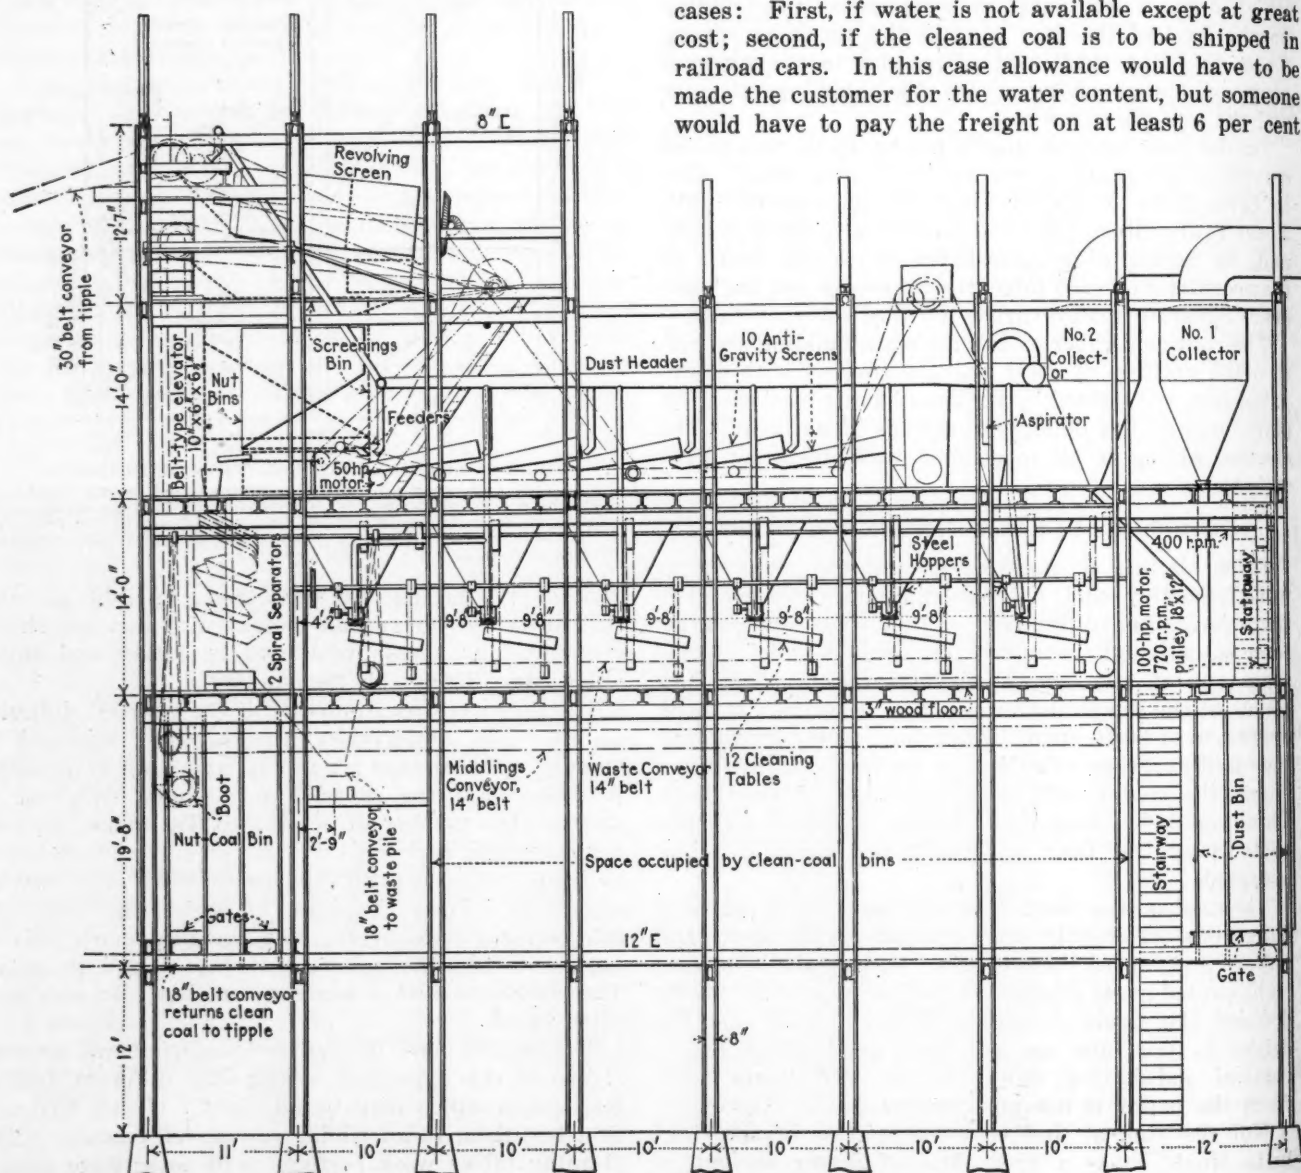 cases: First, if water is not available except at great
cost; second, if the cleaned coal is to be shipped in
railroad cars. In this case allowance would have to be
made the customer for the water content, but someone
would have to pay the freight on at least 6 per cent
8"[
Revolving
Screen
12'-7"
30" belt conveyor
from tipple
14'-0"
Belt-type elevator
10"x6"x6¼"
Nut
Bins
Screenings
Bin
Feeders
50hp.
motor
Dust Header
10 Anti-
Gravity Screens
Aspirator
No. 2
Collect-
or
No. 1
Collector
14'-0"
2 Spiral Separators
4'-2"
9'-8"
9'-8"
9'-8"
9'-8"
9'-8"
Steel
Hoppers
400 r.p.m.
100-hp. motor,
720 r.p.m.
pulley 18"x12"
Stairway
3" wood floor
Middlings
Conveyor,
14" belt
Waste Conveyor
14" belt
12 Cleaning
Tables
19'-8"
Boot
Nut-Coal Bin
2'-9"
18" belt conveyor
to waste pile
Space occupied by clean-coal bins
Stairway
Dust Bin
Gates
12"[
Gate
18" belt conveyor
returns clean
coal to tipple
12'
8"
11'
10'
10'
10'
10'
10'
10'
12'